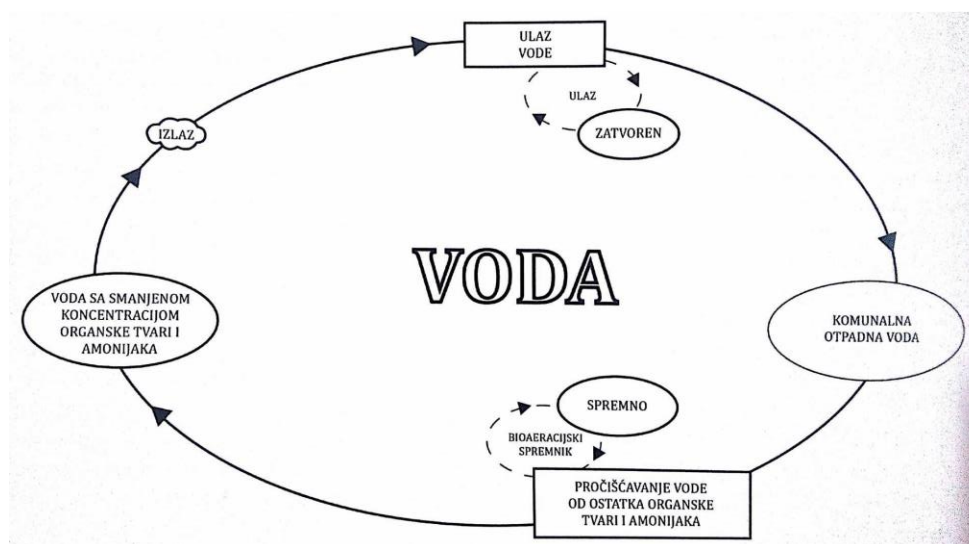 ULAZ
VODE
ULAZ
ZATVOREN
IZLAZ
VODA
VODA SA SMANJENOM
KONCENTRACIJOM
ORGANSKE TVARI I
AMONIJAKA
KOMUNALNA
OTPADNA VODA
SPREMNO
BIOAERACIJSKI
SPREMNIK
PROČIŠĆAVANJE VODE
OD OSTATKA ORGANSKE
TVARI I AMONIJAKA